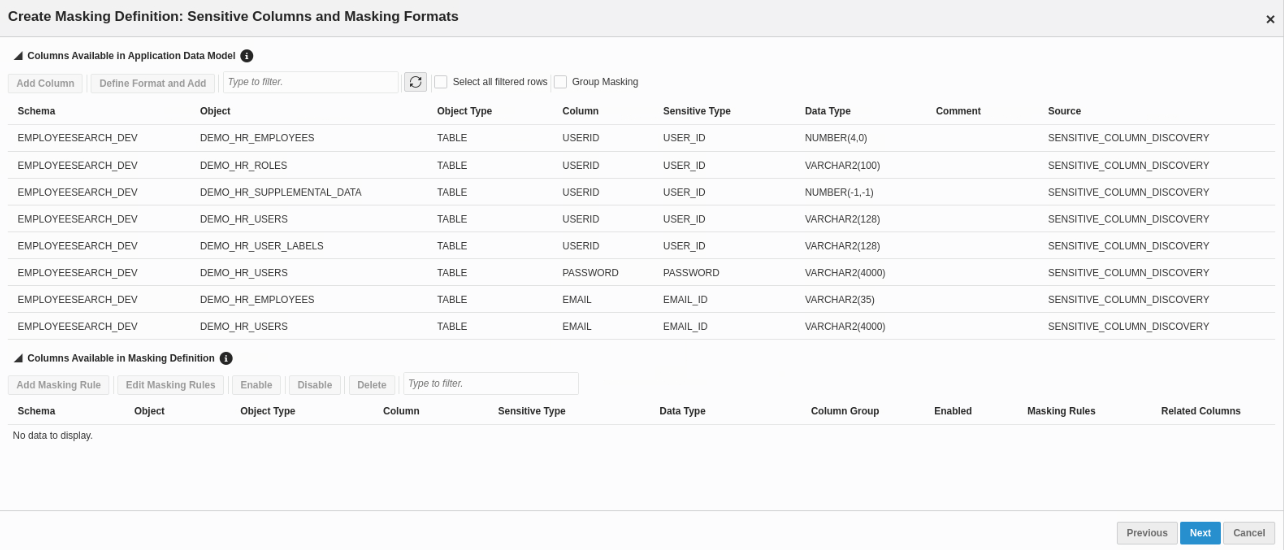 Create Masking Definition: Sensitive Columns and Masking Formats ×
Columns Available in Application Data Model i
Add Column Define Format and Add Type to filter. Select all filtered rows Group Masking
Schema Object Object Type Column Sensitive Type Data Type Comment Source
EMPLOYEESEARCH_DEV DEMO_HR_EMPLOYEES TABLE USERID USER_ID NUMBER(4,0) SENSITIVE_COLUMN_DISCOVERY
EMPLOYEESEARCH_DEV DEMO_HR_ROLES TABLE USERID USER_ID VARCHAR2(100) SENSITIVE_COLUMN_DISCOVERY
EMPLOYEESEARCH_DEV DEMO_HR_SUPPLEMENTAL_DATA TABLE USERID USER_ID NUMBER(-1,-1) SENSITIVE_COLUMN_DISCOVERY
EMPLOYEESEARCH_DEV DEMO_HR_USERS TABLE USERID USER_ID VARCHAR2(128) SENSITIVE_COLUMN_DISCOVERY
EMPLOYEESEARCH_DEV DEMO_HR_USER_LABELS TABLE USERID USER_ID VARCHAR2(128) SENSITIVE_COLUMN_DISCOVERY
EMPLOYEESEARCH_DEV DEMO_HR_USERS TABLE PASSWORD PASSWORD VARCHAR2(4000) SENSITIVE_COLUMN_DISCOVERY
EMPLOYEESEARCH_DEV DEMO_HR_EMPLOYEES TABLE EMAIL EMAIL_ID VARCHAR2(35) SENSITIVE_COLUMN_DISCOVERY
EMPLOYEESEARCH_DEV DEMO_HR_USERS TABLE EMAIL EMAIL_ID VARCHAR2(4000) SENSITIVE_COLUMN_DISCOVERY
Columns Available in Masking Definition i
Add Masking Rule Edit Masking Rules Enable Disable Delete Type to filter.
Schema Object Object Type Column Sensitive Type Data Type Column Group Enabled Masking Rules Related Columns
No data to display.
Previous Next Cancel